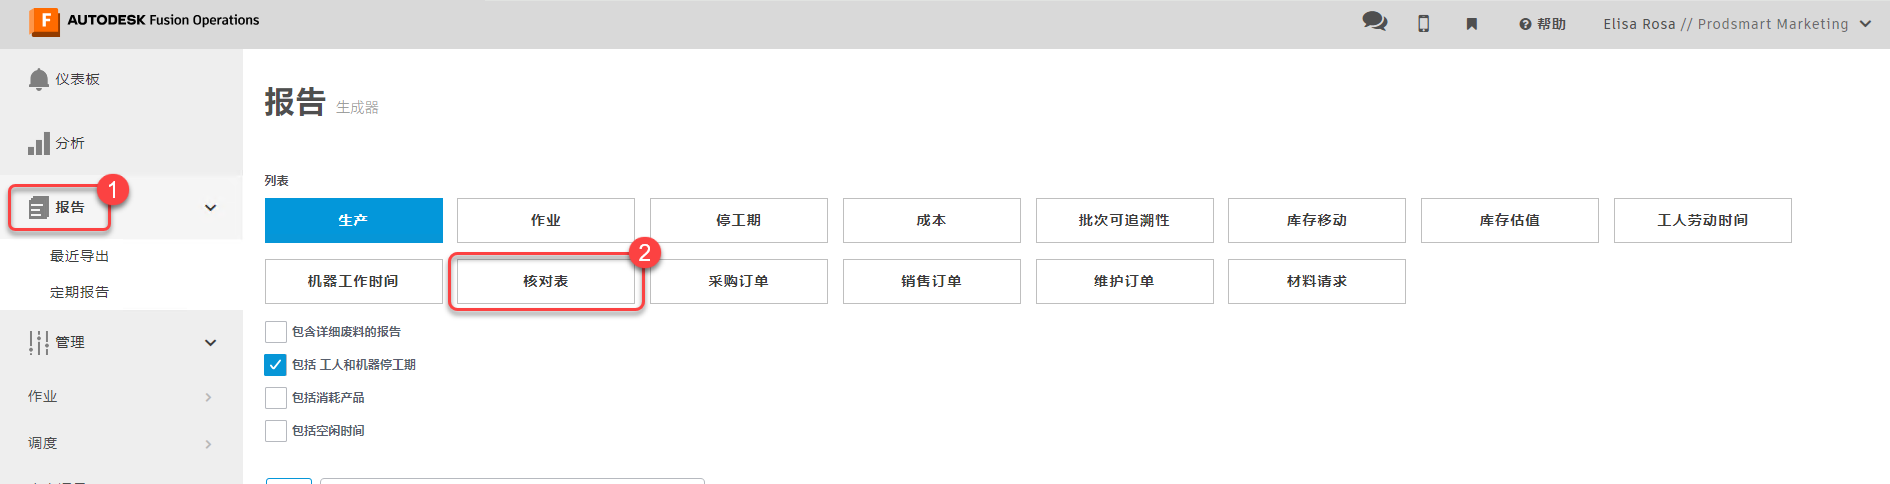 AUTODESK Fusion Operations
帮助
Elisa Rosa // Prodsmart Marketing
仪表板
分析
报告
1
最近导出
定期报告
管理
作业
调度
报告 生成器
列表
生产 作业 停工期 成本 批次可追溯性 库存移动 库存估值 工人劳动时间
2
机器工作时间 核对表 采购订单 销售订单 维护订单 材料请求
包含详细废料的报告
包括 工人和机器停工期
包括消耗产品
包括空闲时间